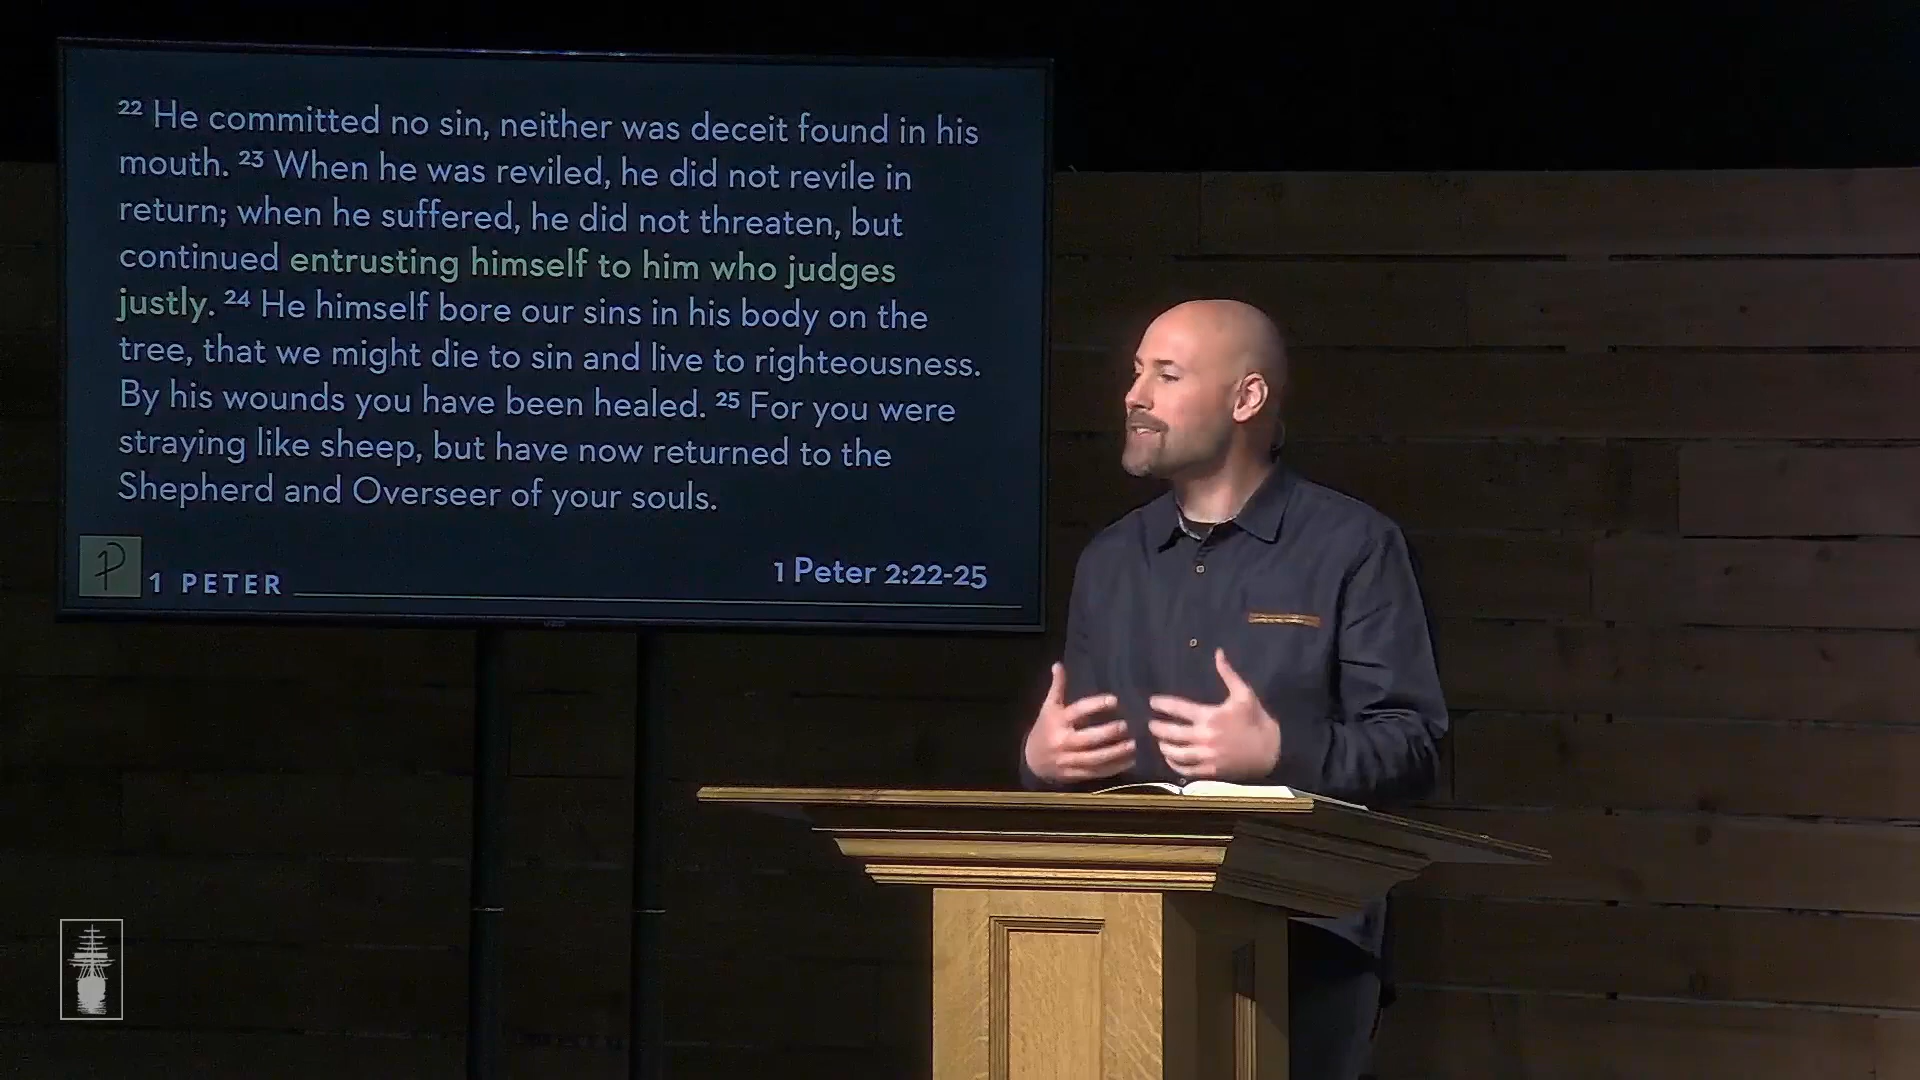 ²² He committed no sin, neither was deceit found in his
mouth. ²³ When he was reviled, he did not revile in
return; when he suffered, he did not threaten, but
continued entrusting himself to him who judges
justly. ²⁴ He himself bore our sins in his body on the
tree, that we might die to sin and live to righteousness.
By his wounds you have been healed. ²⁵ For you were
straying like sheep, but have now returned to the
Shepherd and Overseer of your souls.
1 Peter 2:22-25
1P
1 PETER